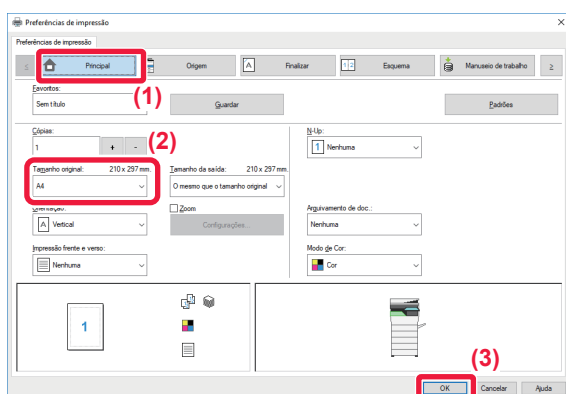 Preferências de impressão
Preferências de impressão
Principal
Origem
Finalizar
Esquema
Manuseio de trabalho
(1)
Favoritos:
Sem título
Guardar
Padrões
Cópias:
1
+ -
(2)
N-Up:
1 Nenhuma
Tamanho original: 210 x 297 mm.
A4
Tamanho da saída: 210 x 297 mm.
O mesmo que o tamanho original
Orientação:
A Vertical
Zoom
Configurações...
Arquivamento de doc.:
Nenhuma
Impressão frente e verso:
Nenhuma
Modo de Cor:
Cor
1
(3)
OK Cancelar Ajuda